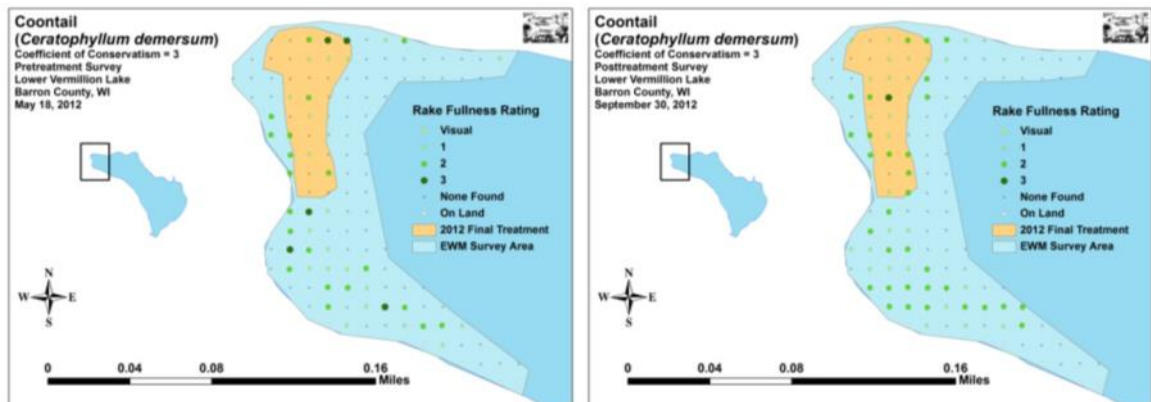 Coontail
(Ceratophyllum demersum)
Coefficient of Conservatism = 3
Pretreatment Survey
Lower Vermillion Lake
Barron County, WI
May 18, 2012
Rake Fullness Rating
Visual
1
2
3
None Found
On Land
2012 Final Treatment
EWM Survey Area
N
W E
S
0 0.04 0.08 0.16
Miles
Coontail
(Ceratophyllum demersum)
Coefficient of Conservatism = 3
Posttreatment Survey
Lower Vermillion Lake
Barron County, WI
September 30, 2012
Rake Fullness Rating
Visual
1
2
3
None Found
On Land
2012 Final Treatment
EWM Survey Area
N
W E
S
0 0.04 0.08 0.16
Miles